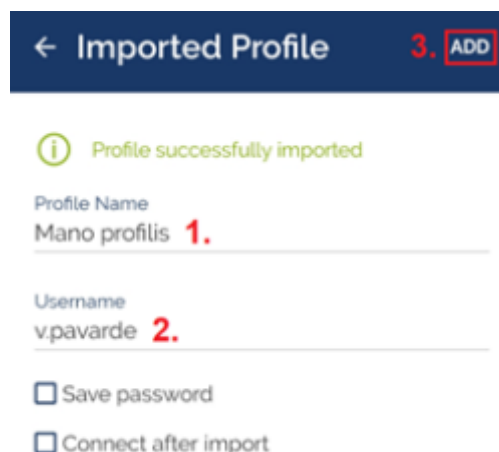 ← Imported Profile 3. ADD
Profile successfully imported
Profile Name
Mano profilis 1.
Username
v.pavarde 2.
Save password
Connect after import